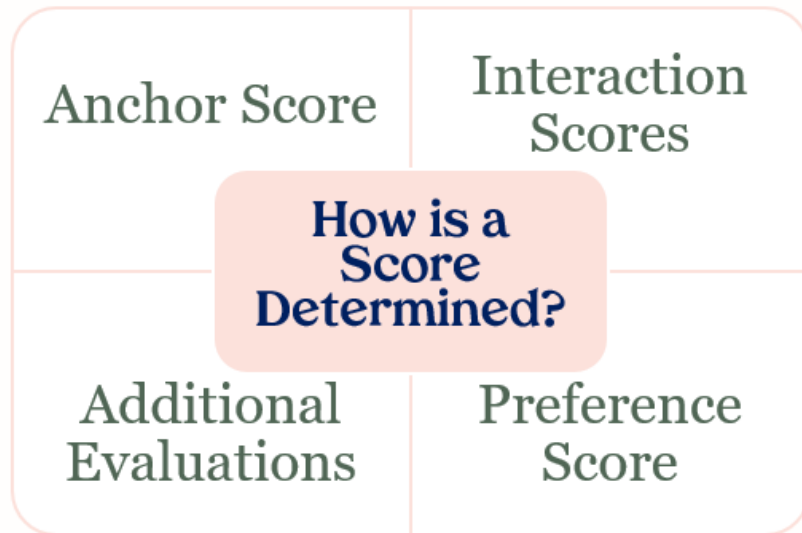 Anchor Score
Interaction
Scores
How is a
Score
Determined?
Additional
Evaluations
Preference
Score